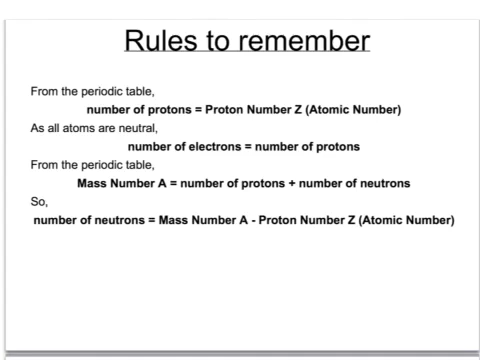 Rules to remember
From the periodic table,
number of protons = Proton Number Z (Atomic Number)
As all atoms are neutral,
number of electrons = number of protons
From the periodic table,
Mass Number A = number of protons + number of neutrons
So,
number of neutrons = Mass Number A - Proton Number Z (Atomic Number)